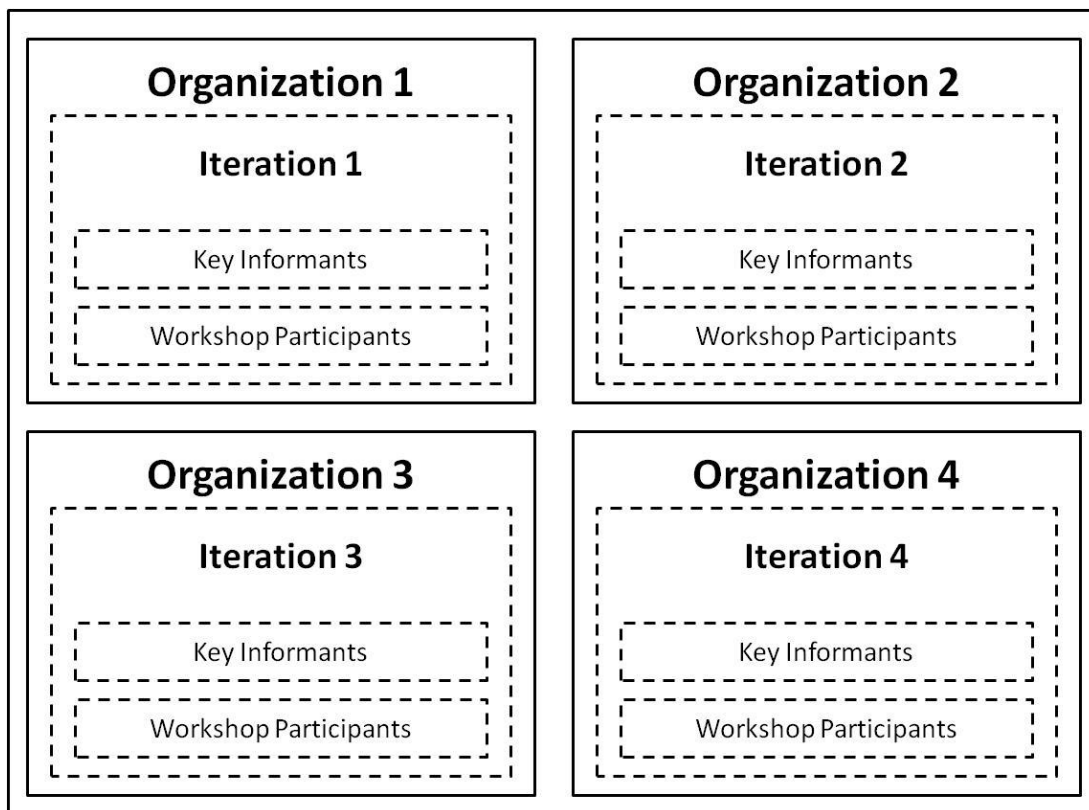 Organization 1
Iteration 1
Key Informants
Workshop Participants
Organization 2
Iteration 2
Key Informants
Workshop Participants
Organization 3
Iteration 3
Key Informants
Workshop Participants
Organization 4
Iteration 4
Key Informants
Workshop Participants